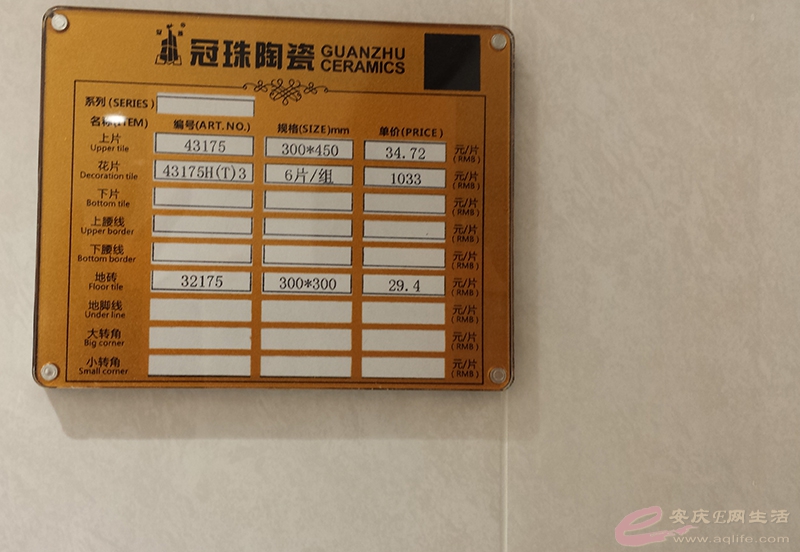 冠珠陶瓷 GUANZHU CERAMICS
系列(SERIES)
名称(ITEM) 编号(ART.NO.) 规格(SIZE)mm 单价(PRICE)
上片 Upper tile 43175 300*450 34.72 元/片 (RMB)
花片 Decoration tile 43175H(T)3 6片/组 1033 元/片 (RMB)
下片 Bottom tile 元/片 (RMB)
上腰线 Upper border 元/片 (RMB)
下腰线 Bottom border 元/片 (RMB)
地砖 Floor tile 32175 300*300 29.4 元/片 (RMB)
地脚线 Under line 元/片 (RMB)
大转角 Big corner 元/片 (RMB)
小转角 Small corner 元/片 (RMB)
安庆E网生活
www.aqlife.com